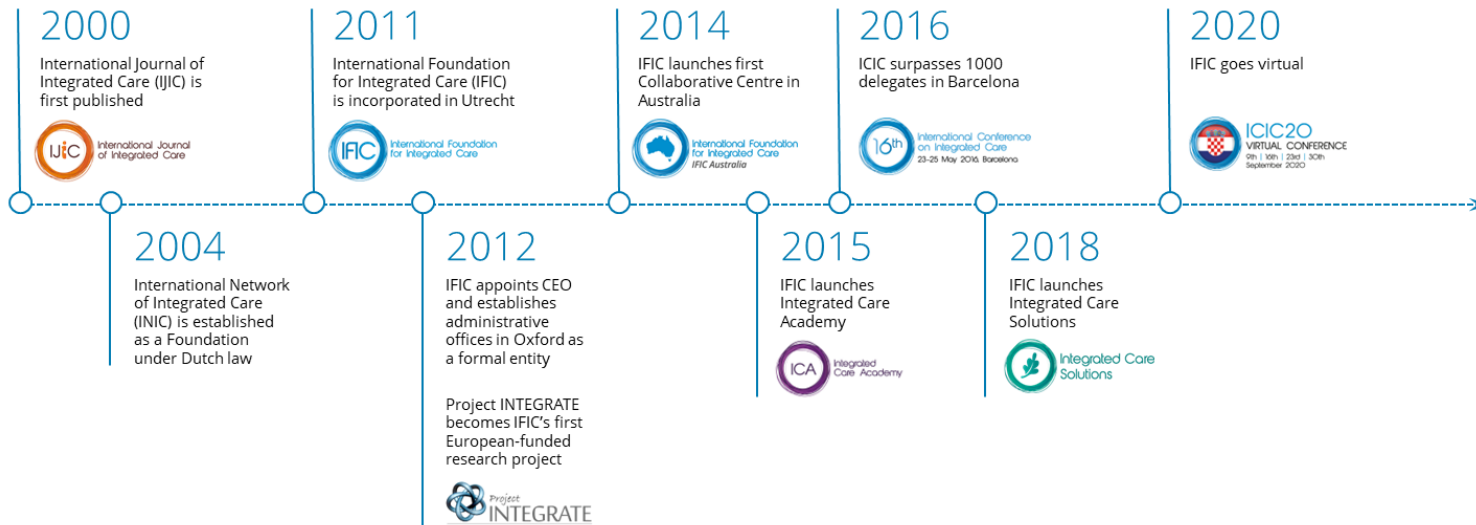 2000
International Journal of
Integrated Care (IJIC) is
first published
IJIC
International Journal
of Integrated Care
2004
International Network
of Integrated Care
(INIC) is established
as a Foundation
under Dutch law
2011
International Foundation
for Integrated Care (IFIC)
is incorporated in Utrecht
IFIC
International Foundation
for Integrated Care
2012
IFIC appoints CEO
and establishes
administrative
offices in Oxford as
a formal entity
Project INTEGRATE
becomes IFIC's first
European-funded
research project
Project
INTEGRATE
2014
IFIC launches first
Collaborative Centre in
Australia
International Foundation
for Integrated Care
IFIC Australia
2015
IFIC launches
Integrated Care
Academy
ICA
Integrated
Care Academy
2016
ICIC surpasses 1000
delegates in Barcelona
16th
International Conference
on Integrated Care
23-25 May 2016, Barcelona
2018
IFIC launches
Integrated Care
Solutions
Integrated Care
Solutions
2020
IFIC goes virtual
ICIC20
VIRTUAL CONFERENCE
9th | 16th | 23rd | 30th
September 2020